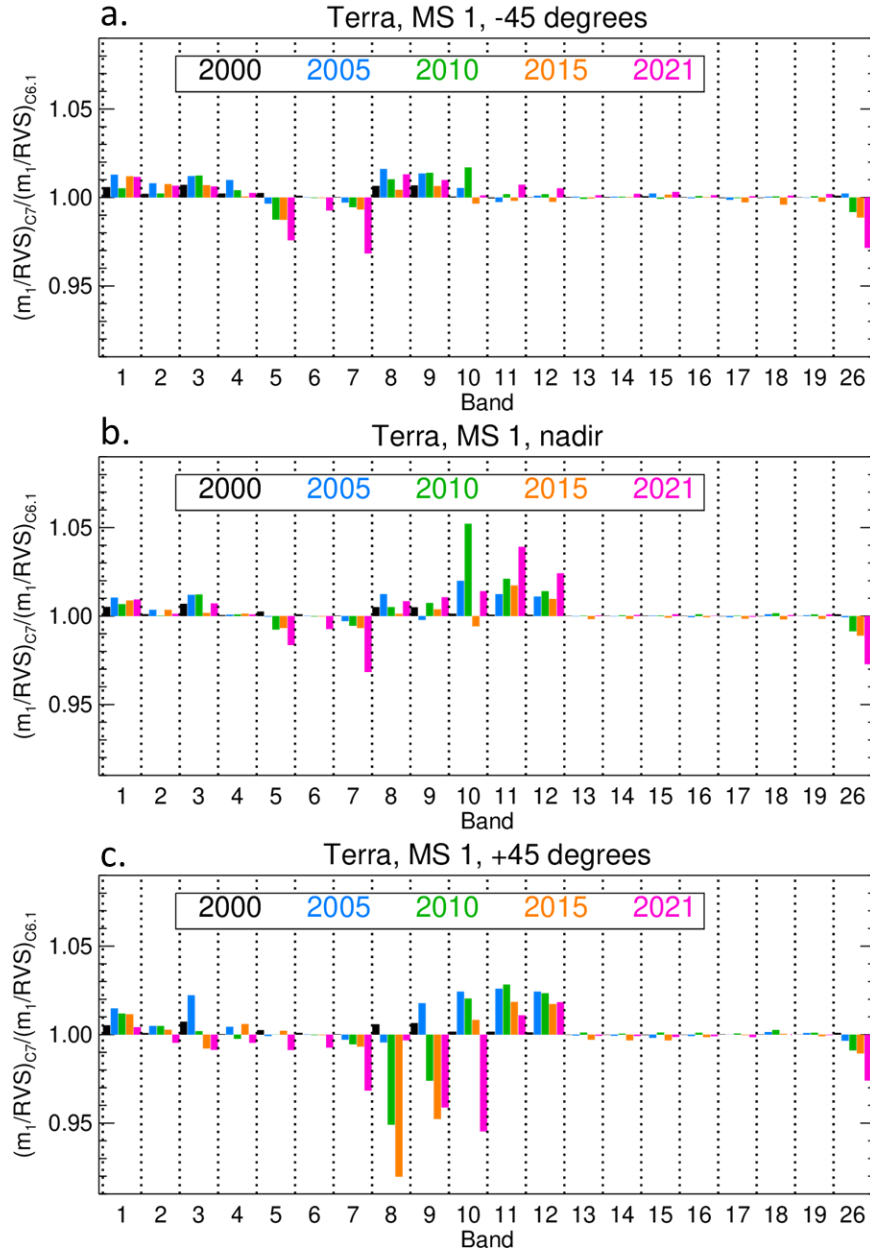 a.
Terra, MS 1, -45 degrees
2000 2005 2010 2015 2021
1.05
1.00
0.95
(m₁/RVS)C7/(m₁/RVS)C6.1
1 2 3 4 5 6 7 8 9 10 11 12 13 14 15 16 17 18 19 26
Band
b.
Terra, MS 1, nadir
2000 2005 2010 2015 2021
1.05
1.00
0.95
(m₁/RVS)C7/(m₁/RVS)C6.1
1 2 3 4 5 6 7 8 9 10 11 12 13 14 15 16 17 18 19 26
Band
c.
Terra, MS 1, +45 degrees
2000 2005 2010 2015 2021
1.05
1.00
0.95
(m₁/RVS)C7/(m₁/RVS)C6.1
1 2 3 4 5 6 7 8 9 10 11 12 13 14 15 16 17 18 19 26
Band